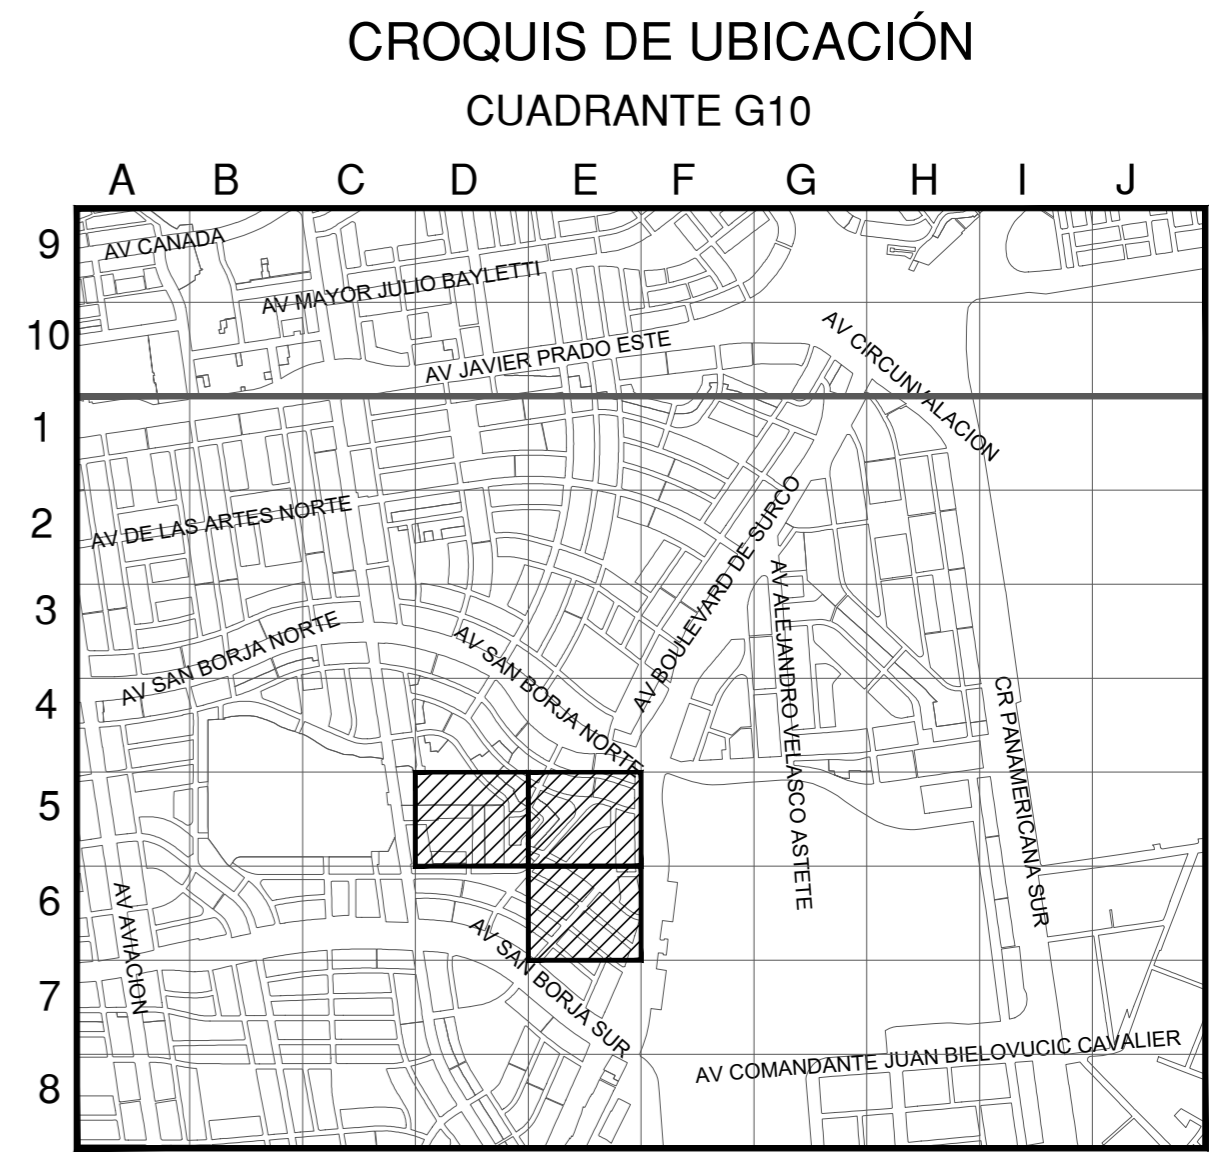 CROQUIS DE UBICACIÓN
CUADRANTE G10
A B C D E F G H I J
9
AV CANADA
AV MAYOR JULIO BAYLETTI
10
AV JAVIER PRADO ESTE
AV CIRCUNVALACION
1
2
AV DE LAS ARTES NORTE
AV BOULEVARD DE SURCO
3
AV SAN BORJA NORTE
AV SAN BORJA NORTE
AV ALEJANDRO VELASCO ASTETE
4
CR PANAMERICANA SUR
5
6
AV AVIACION
AV SAN BORJA SUR
7
AV COMANDANTE JUAN BIELOVUCIC CAVALIER
8